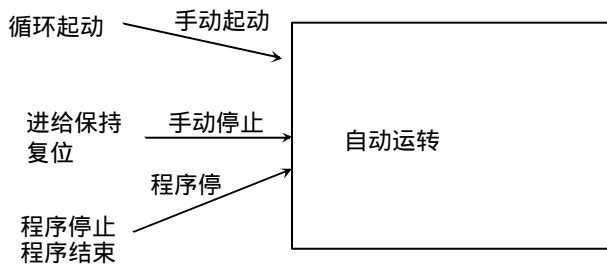 循环起动
手动起动
进给保持
复位
手动停止
自动运转
程序停
程序停止
程序结束